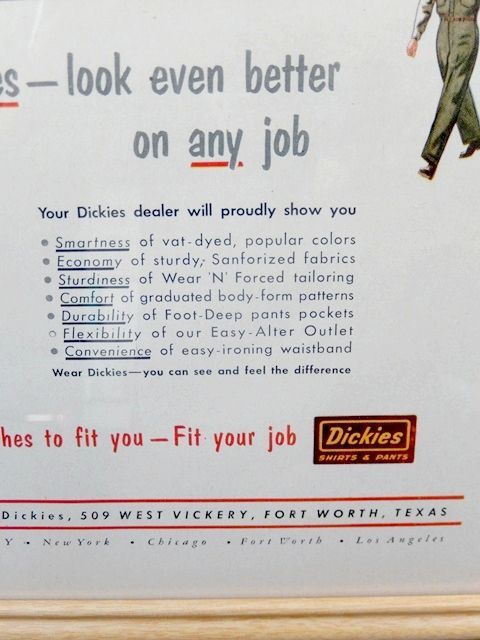 es—look even better
on any job
Your Dickies dealer will proudly show you
Smartness of vat-dyed, popular colors
Economy of sturdy, Sanforized fabrics
Sturdiness of Wear 'N' Forced tailoring
Comfort of graduated body-form patterns
Durability of Foot-Deep pants pockets
Flexibility of our Easy-Alter Outlet
Convenience of easy-ironing waistband
Wear Dickies—you can see and feel the difference
hes to fit you—Fit your job
Dickies
SHIRTS & PANTS
Dickies, 509 WEST VICKERY, FORT WORTH, TEXAS
Y • New York • Chicago • Fort Worth • Los Angeles